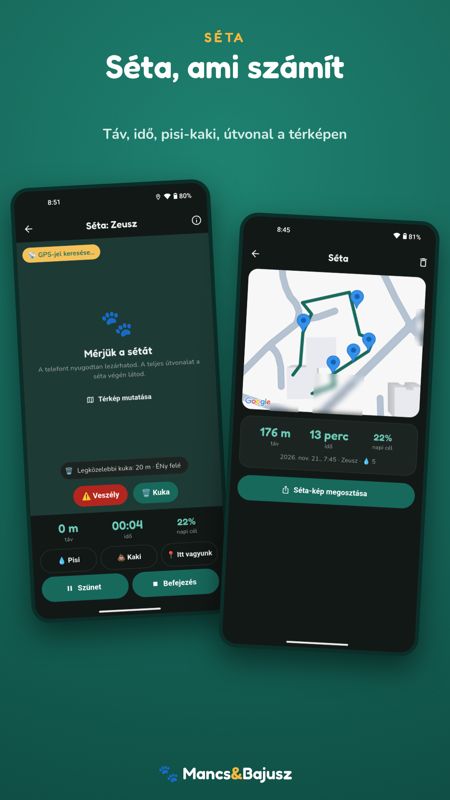 SÉTA
Séta, ami számít
Táv, idő, pisi-kaki, útvonal a térképen
8:51
80%
Séta: Zeusz
GPS-jel keresése...
Mérjük a sétát
A telefont nyugodtan lezárhatod. A teljes útvonalat a
séta végén látod.
Térkép mutatása
Legközelebbi kuka: 20 m · ÉNy felé
Veszély
Kuka
0 m
00:04
22%
táv
idő
napi cél
Pisi
Kaki
Itt vagyunk
Szünet
Befejezés
8:45
81%
Séta
Google
176 m
13 perc
22%
táv
idő
napi cél
2026. nov. 21.. 7:45 · Zeusz · 5
Séta-kép megosztása
Mancs&Bajusz